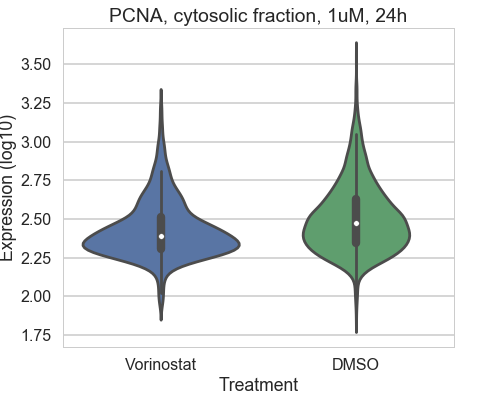 PCNA, cytosolic fraction, 1uM, 24h
Expression (log10)
3.50
3.25
3.00
2.75
2.50
2.25
2.00
1.75
Vorinostat DMSO
Treatment